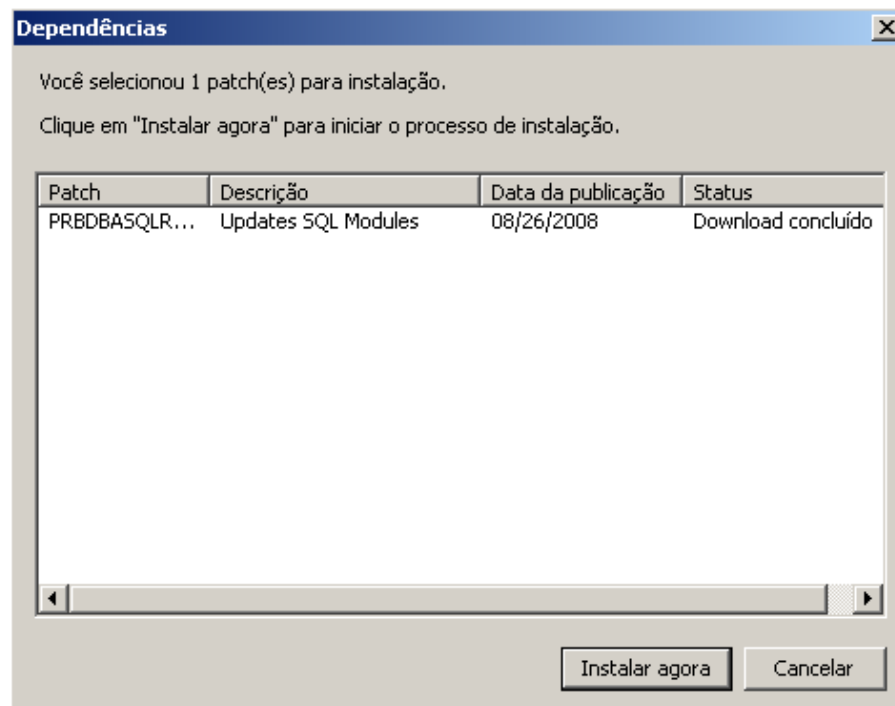 Dependências
Você selecionou 1 patch(es) para instalação.
Clique em "Instalar agora" para iniciar o processo de instalação.
Patch Descrição Data da publicação Status
PRBDBASQLR... Updates SQL Modules 08/26/2008 Download concluído
Instalar agora Cancelar